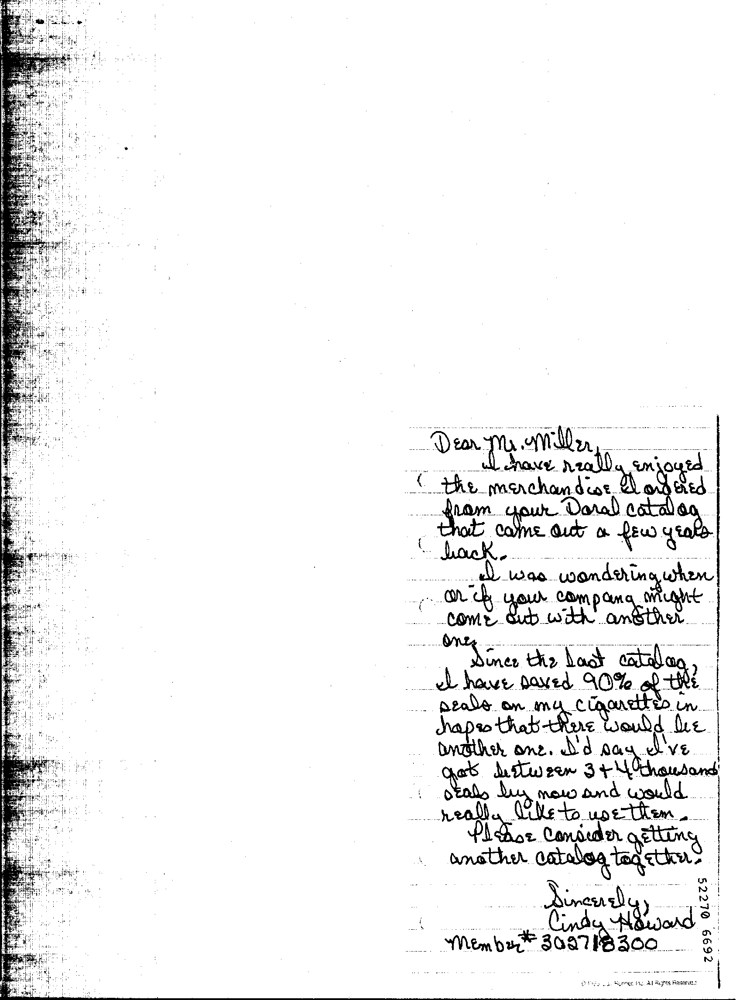 Dear Mr. Miller,
I have really enjoyed
the merchandise I ordered
from your Doral catalog
that came out a few years
back.
I was wondering when
or if your company might
come out with another
one.
Since the last catalog,
I have saved 90% of the
seals on my cigarettes in
hopes that there would be
another one. I'd say I've
got between 3+4 thousand
seals by now and would
really like to use them.
Please consider getting
another catalog together.
Sincerely,
Cindy Howard
Member# 303718300
52270 6692
All Rights Reserved